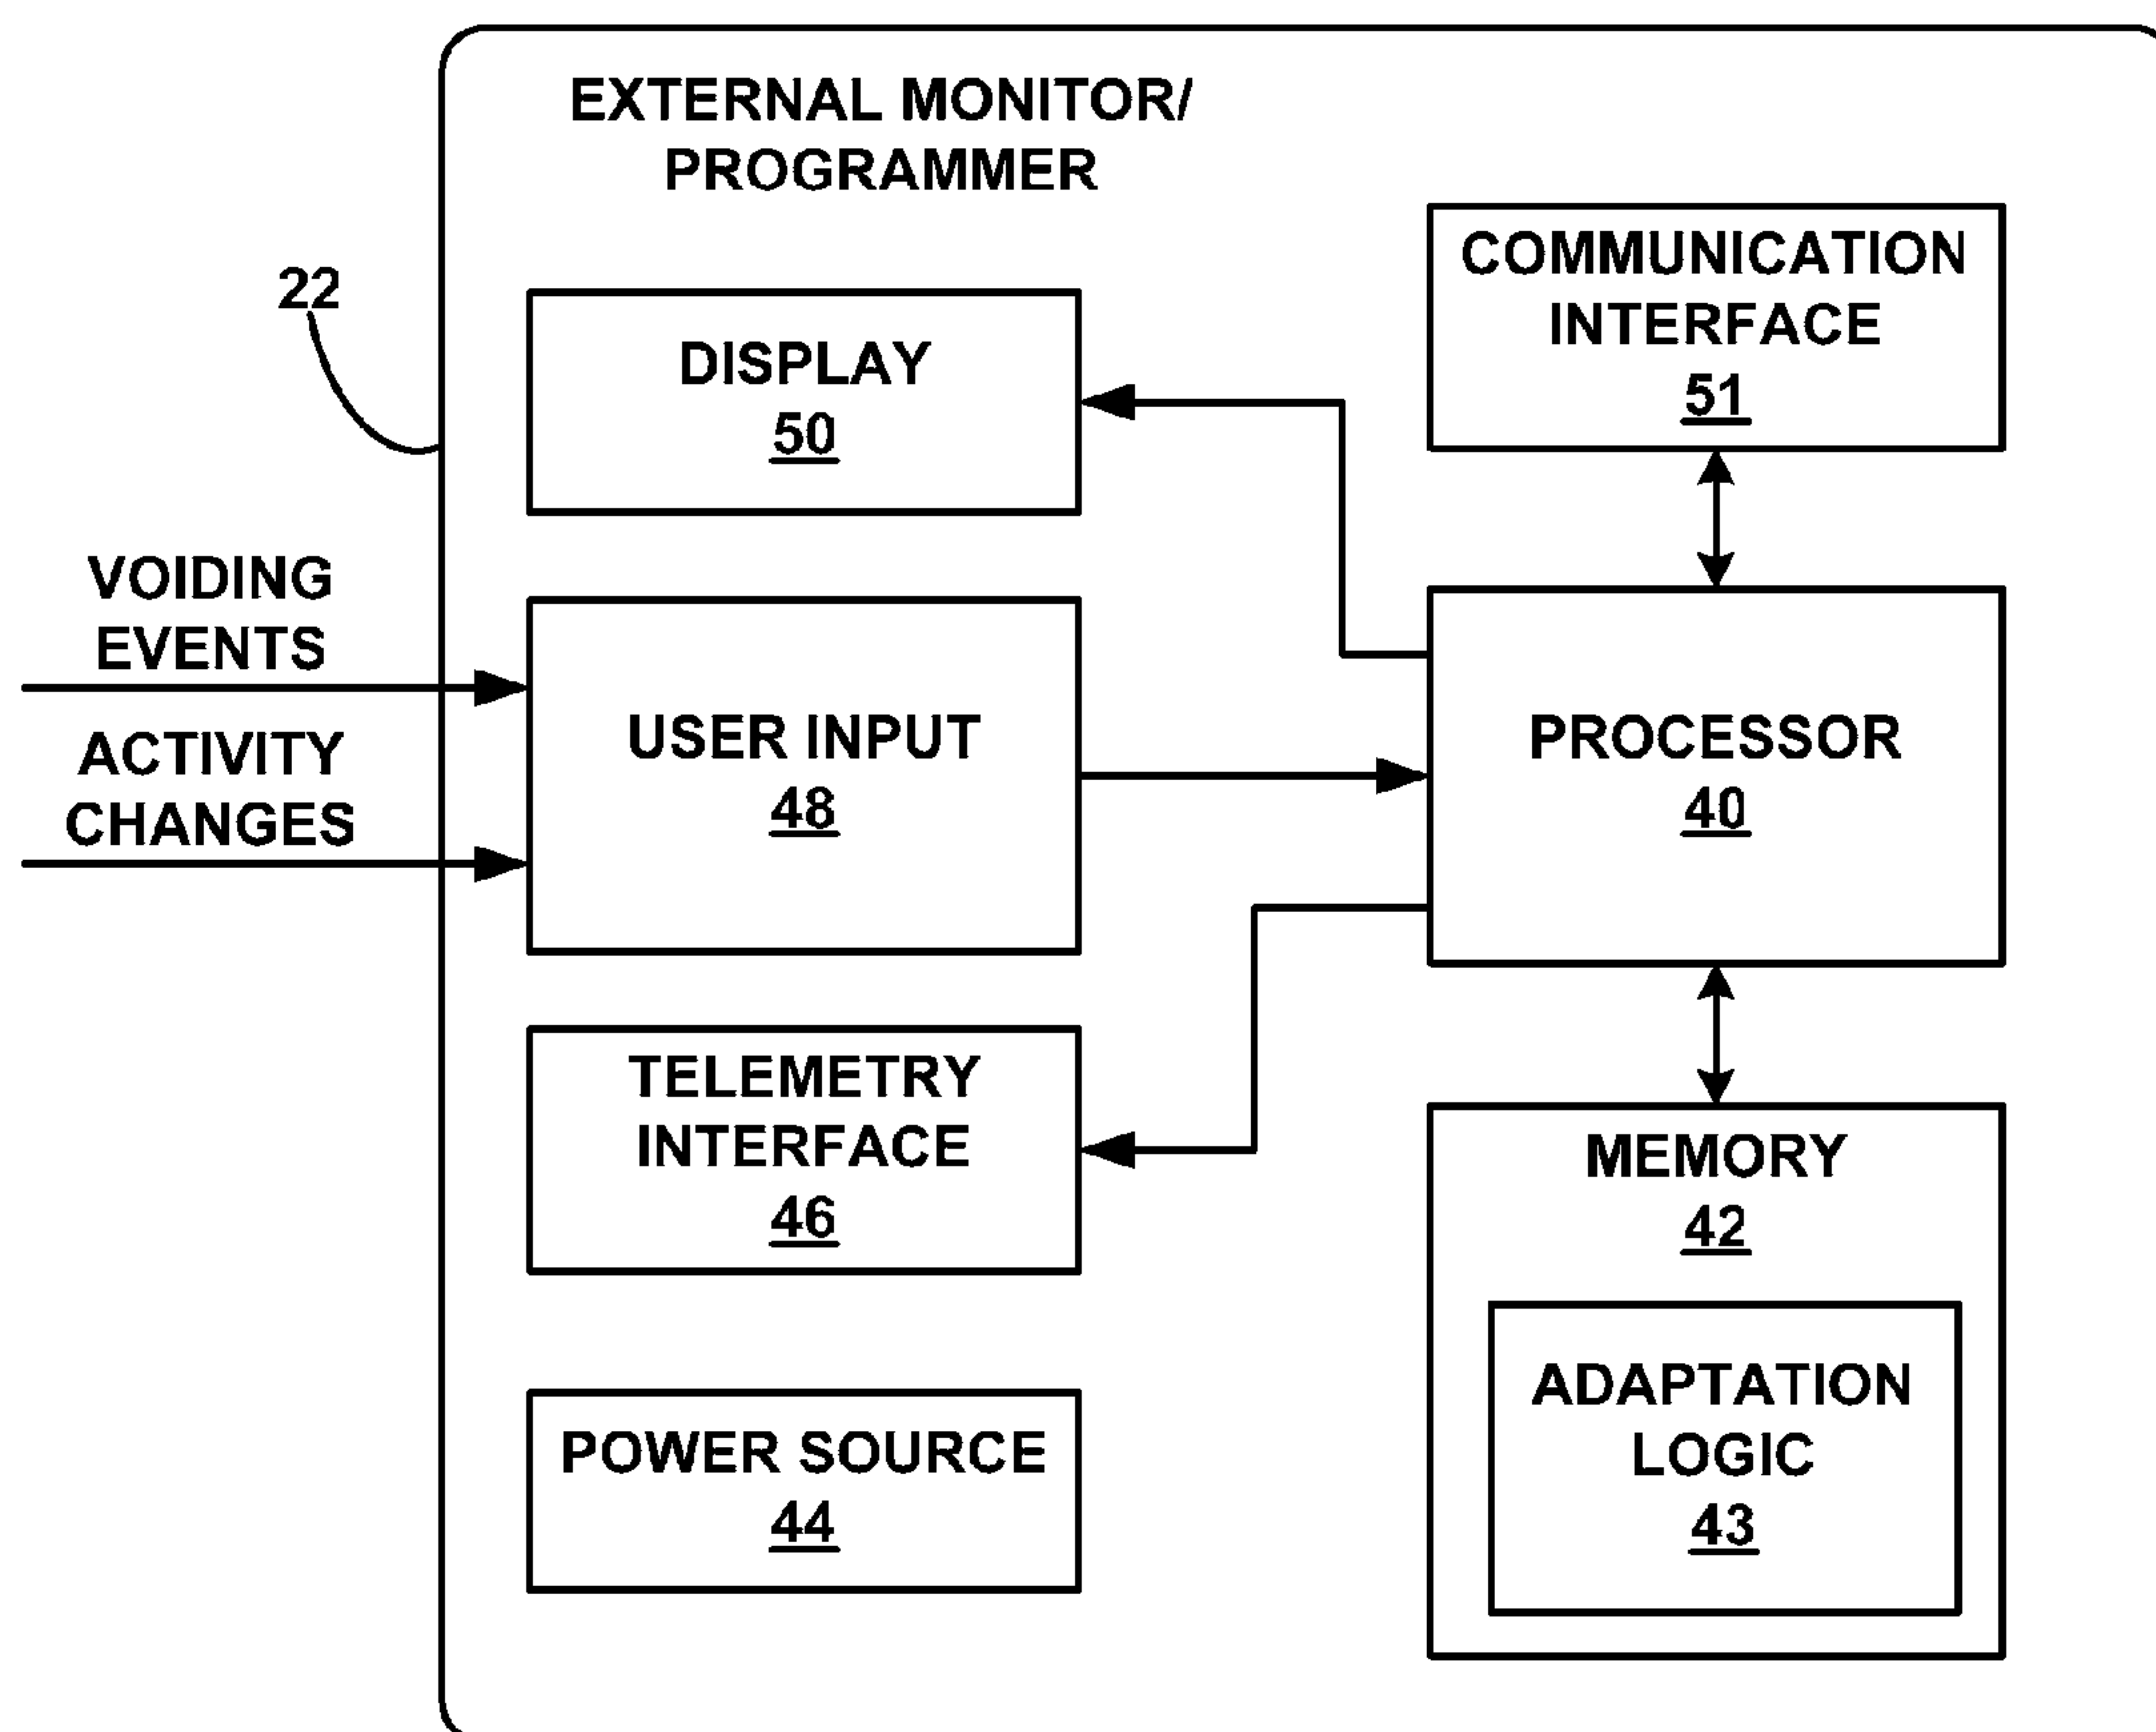 EXTERNAL MONITOR/
PROGRAMMER
22
DISPLAY
50
COMMUNICATION
INTERFACE
51
VOIDING
EVENTS
ACTIVITY
CHANGES
USER INPUT
48
PROCESSOR
40
TELEMETRY
INTERFACE
46
MEMORY
42
ADAPTATION
LOGIC
43
POWER SOURCE
44